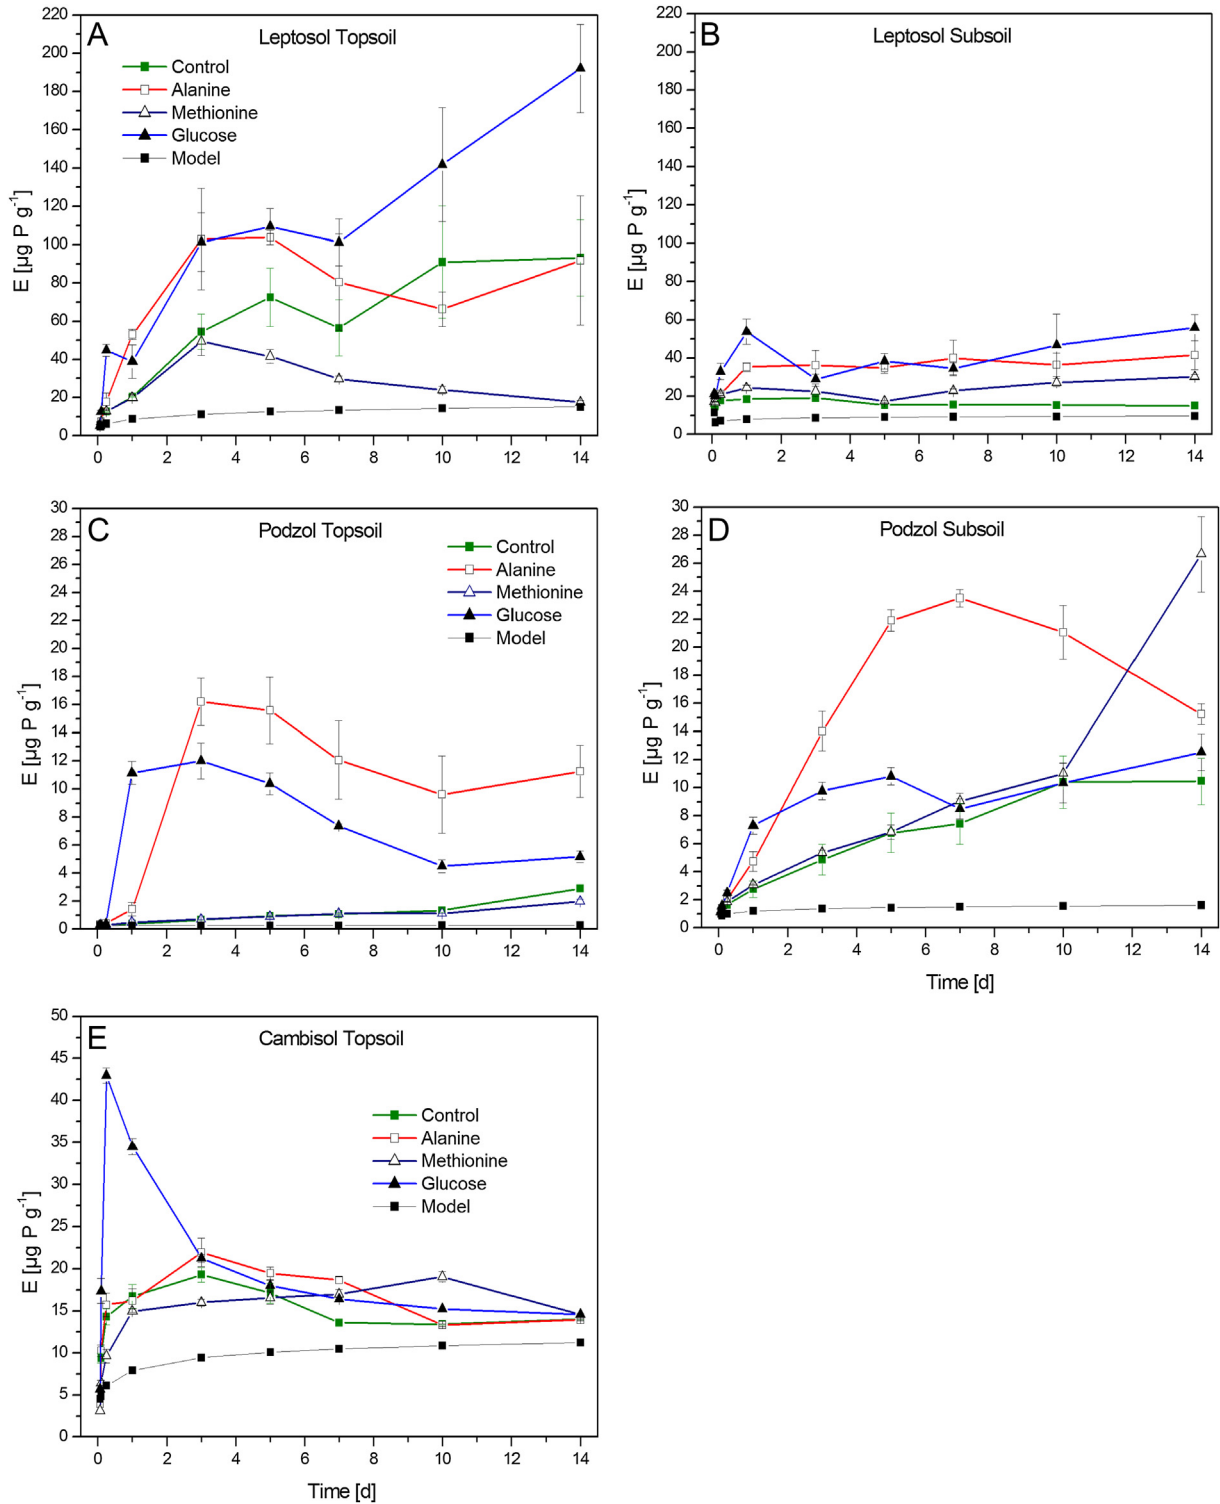 A
Leptosol Topsoil
Control
Alanine
Methionine
Glucose
Model
E [µg P g⁻¹]
220
200
180
160
140
120
100
80
60
40
20
0
0 2 4 6 8 10 12 14
B
Leptosol Subsoil
E [µg P g⁻¹]
220
200
180
160
140
120
100
80
60
40
20
0
0 2 4 6 8 10 12 14
C
Podzol Topsoil
Control
Alanine
Methionine
Glucose
Model
E [µg P g⁻¹]
30
28
26
24
22
20
18
16
14
12
10
8
6
4
2
0
0 2 4 6 8 10 12 14
D
Podzol Subsoil
E [µg P g⁻¹]
30
28
26
24
22
20
18
16
14
12
10
8
6
4
2
0
0 2 4 6 8 10 12 14
Time [d]
E
Cambisol Topsoil
Control
Alanine
Methionine
Glucose
Model
E [µg P g⁻¹]
50
45
40
35
30
25
20
15
10
5
0
0 2 4 6 8 10 12 14
Time [d]